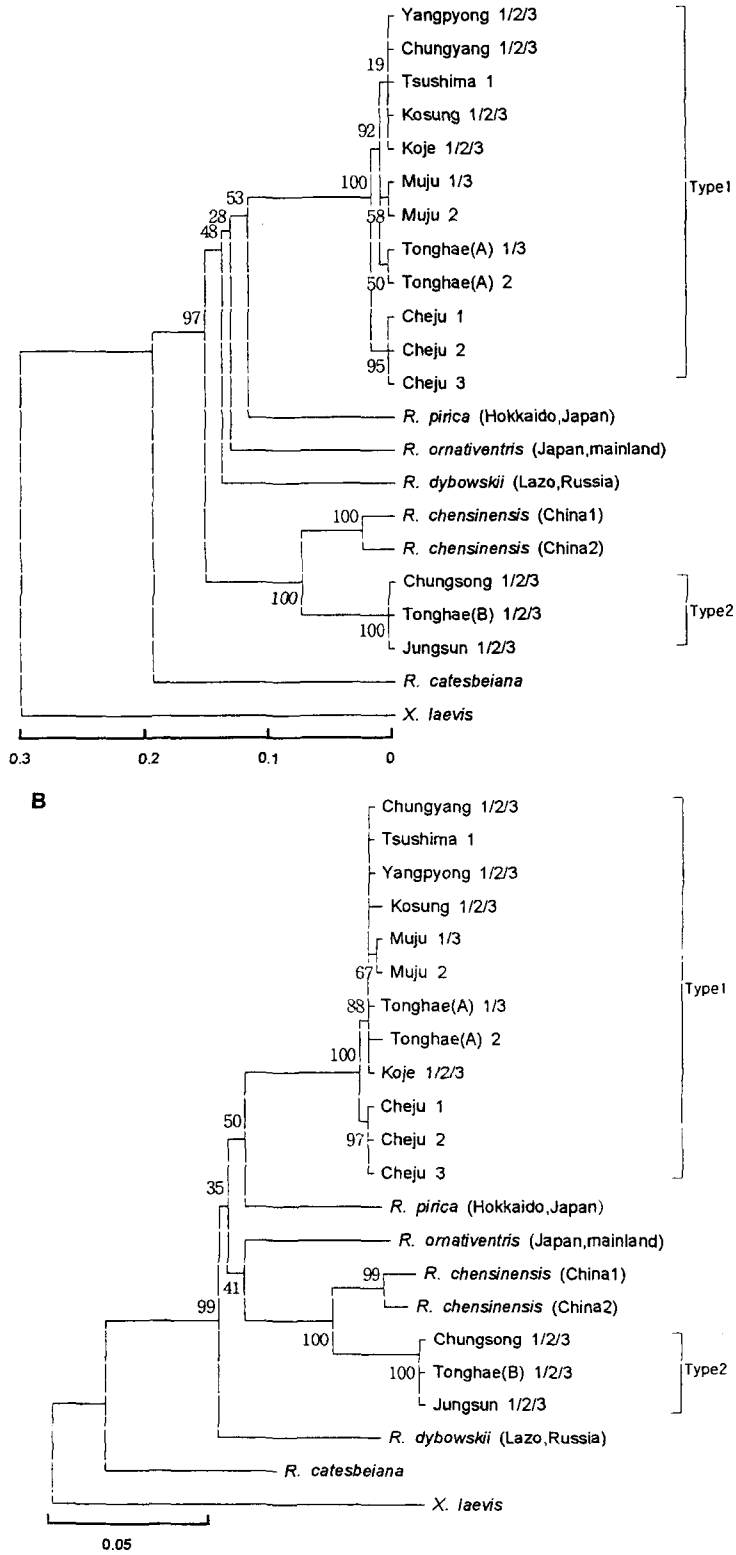 Yangpyong 1/2/3
Chungyang 1/2/3
19
Tsushima 1
Kosung 1/2/3
92
Koje 1/2/3
100
Muju 1/3
Type1
53
28
58
Muju 2
48
Tonghae(A) 1/3
50
Tonghae(A) 2
97
Cheju 1
Cheju 2
95
Cheju 3
R. pirica (Hokkaido,Japan)
R. ornativentris (Japan,mainland)
R. dybowskii (Lazo,Russia)
100
R. chensinensis (China1)
R. chensinensis (China2)
Chungsong 1/2/3
100
Tonghae(B) 1/2/3
Type2
100
Jungsun 1/2/3
R. catesbeiana
X. laevis
0.3 0.2 0.1 0
B
Chungyang 1/2/3
Tsushima 1
Yangpyong 1/2/3
Kosung 1/2/3
Muju 1/3
67
Muju 2
Type1
88
Tonghae(A) 1/3
Tonghae(A) 2
100
Koje 1/2/3
Cheju 1
50
97
Cheju 2
Cheju 3
35
R. pirica (Hokkaido,Japan)
R. ornativentris (Japan,mainland)
99
R. chensinensis (China1)
41
99
R. chensinensis (China2)
100
Chungsong 1/2/3
100
Tonghae(B) 1/2/3
Type2
Jungsun 1/2/3
R. dybowskii (Lazo,Russia)
R. catesbeiana
X. laevis
0.05